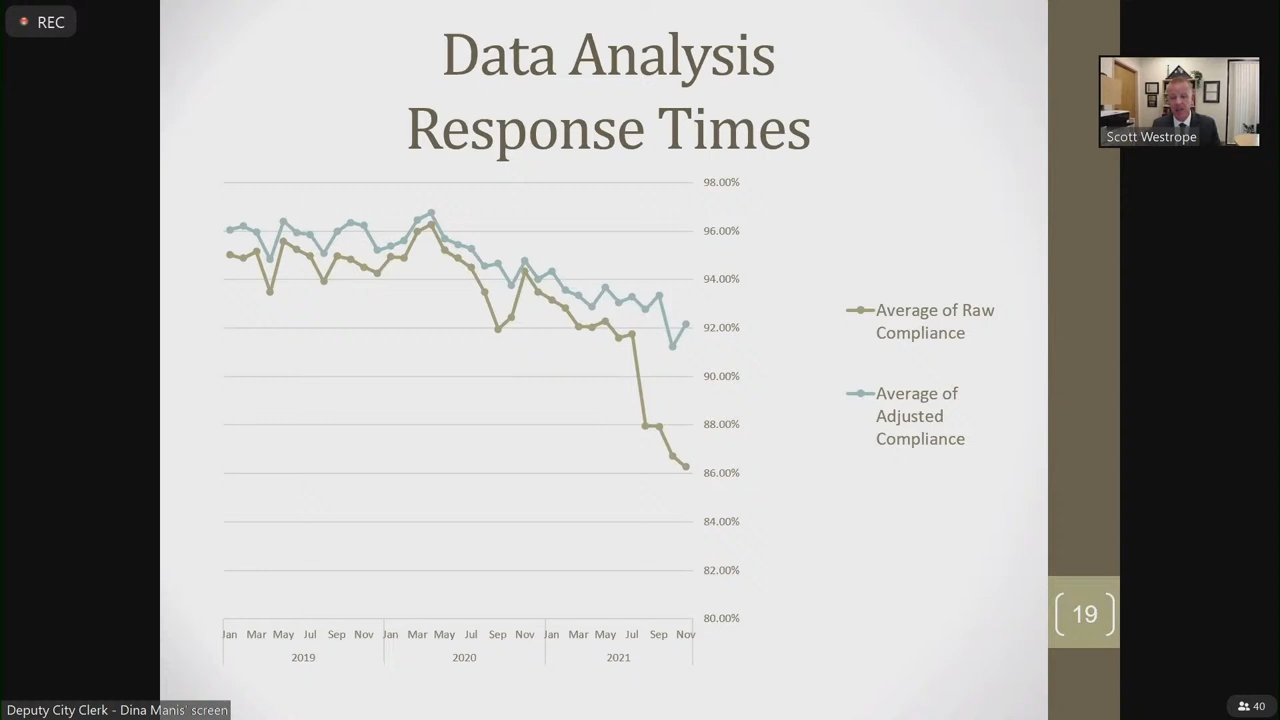 REC
Data Analysis
Response Times
Scott Westrope
98.00%
96.00%
94.00%
92.00%
90.00%
88.00%
86.00%
84.00%
82.00%
80.00%
Average of Raw
Compliance
Average of
Adjusted
Compliance
19
Jan Mar May Jul Sep Nov Jan Mar May Jul Sep Nov Jan Mar May Jul Sep Nov
2019 2020 2021
Deputy City Clerk - Dina Manis' screen
40